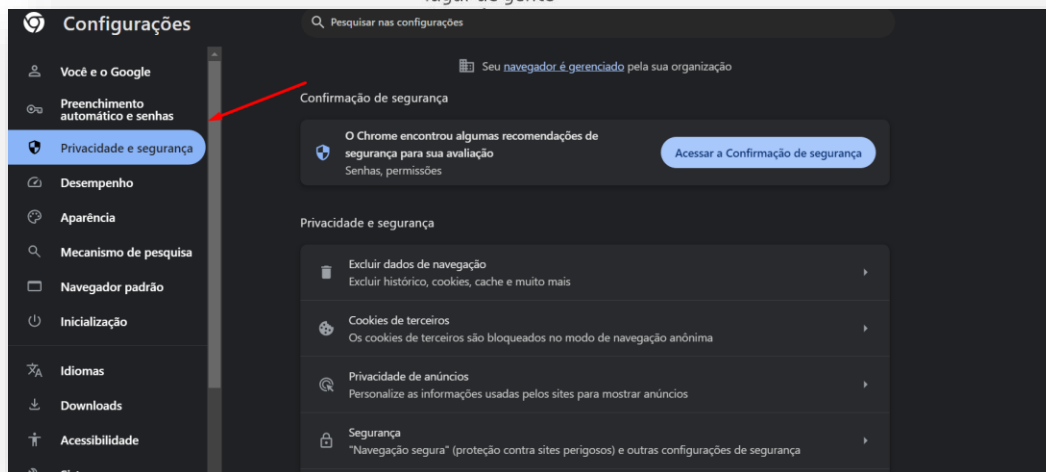 lugar de gente
Configurações
Pesquisar nas configurações
Você e o Google
Preenchimento
automático e senhas
Privacidade e segurança
Desempenho
Aparência
Mecanismo de pesquisa
Navegador padrão
Inicialização
Idiomas
Downloads
Acessibilidade
Seu navegador é gerenciado pela sua organização
Confirmação de segurança
O Chrome encontrou algumas recomendações de
segurança para sua avaliação
Senhas, permissões
Acessar a Confirmação de segurança
Privacidade e segurança
Excluir dados de navegação
Excluir histórico, cookies, cache e muito mais
Cookies de terceiros
Os cookies de terceiros são bloqueados no modo de navegação anônima
Privacidade de anúncios
Personalize as informações usadas pelos sites para mostrar anúncios
Segurança
"Navegação segura" (proteção contra sites perigosos) e outras configurações de segurança